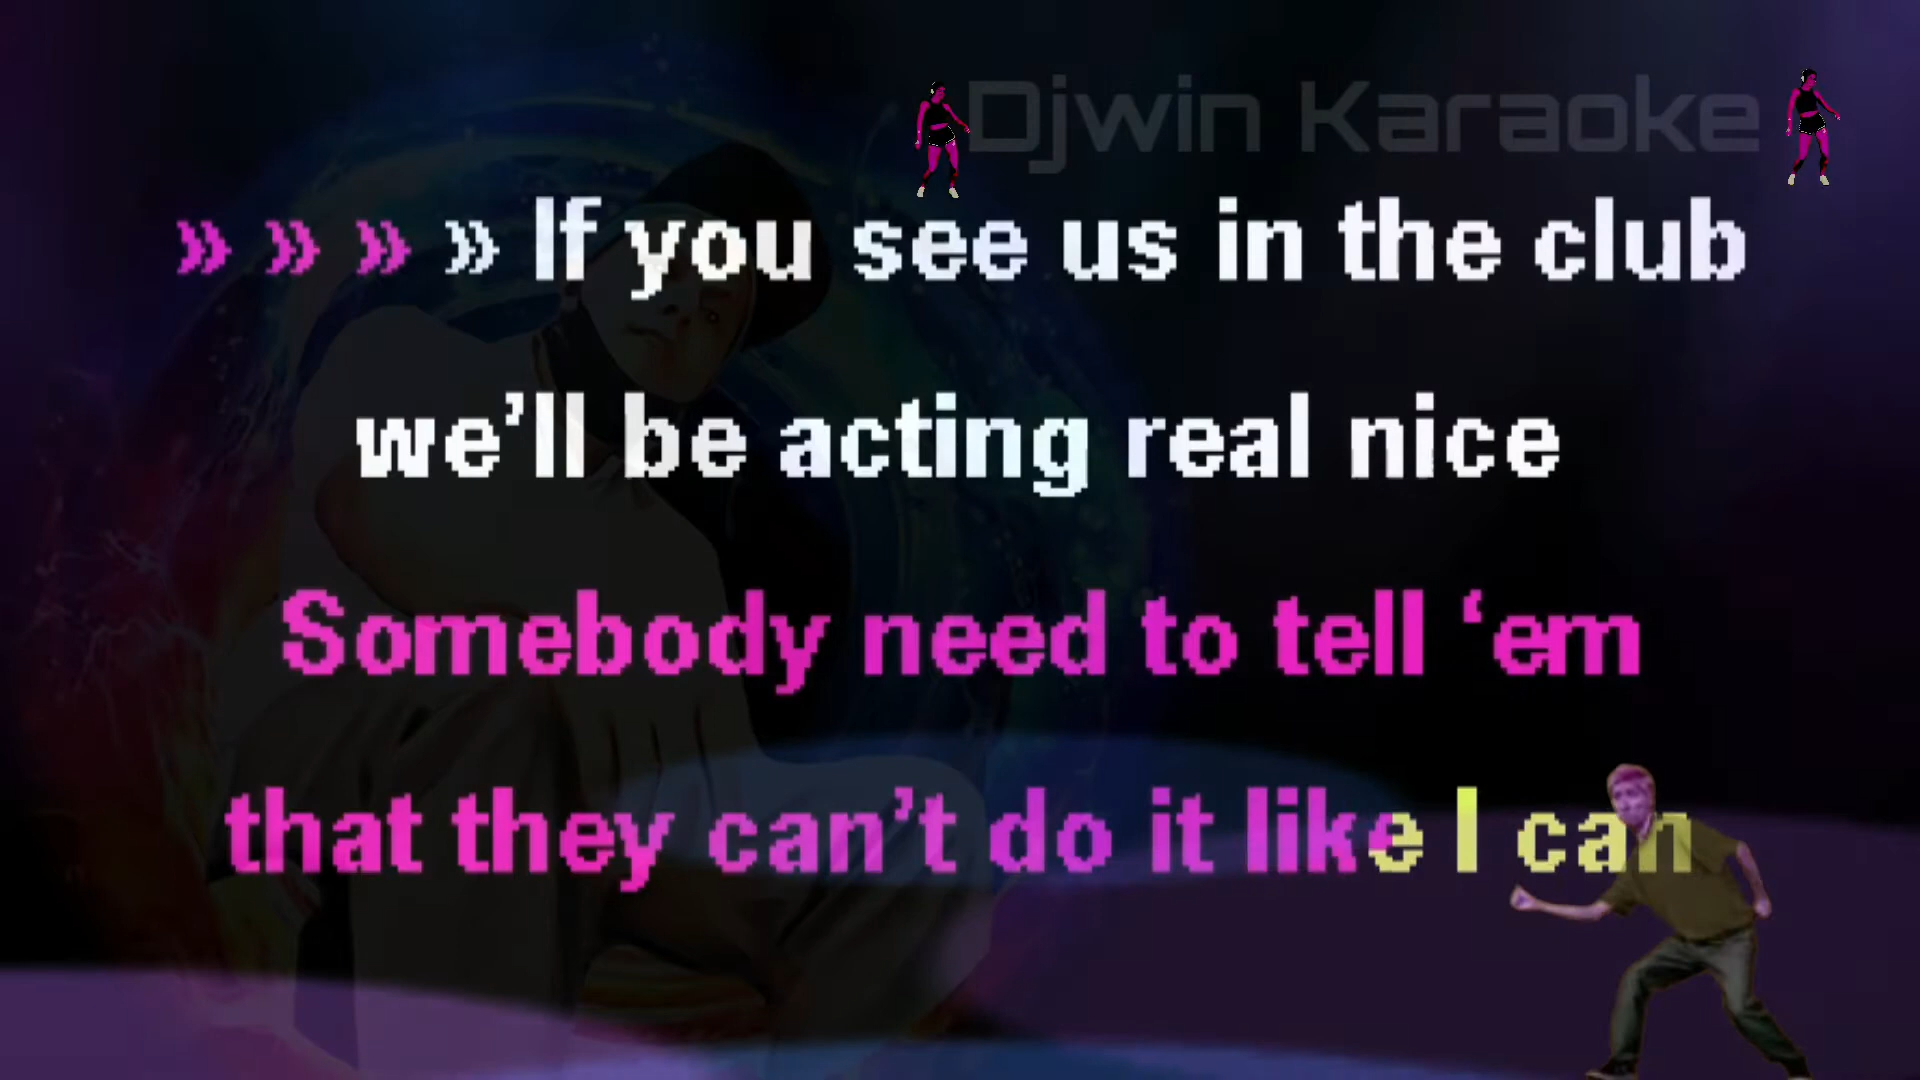 Djwin Karaoke
» » » » If you see us in the club
we’ll be acting real nice
Somebody need to tell ‘em
that they can’t do it like I can